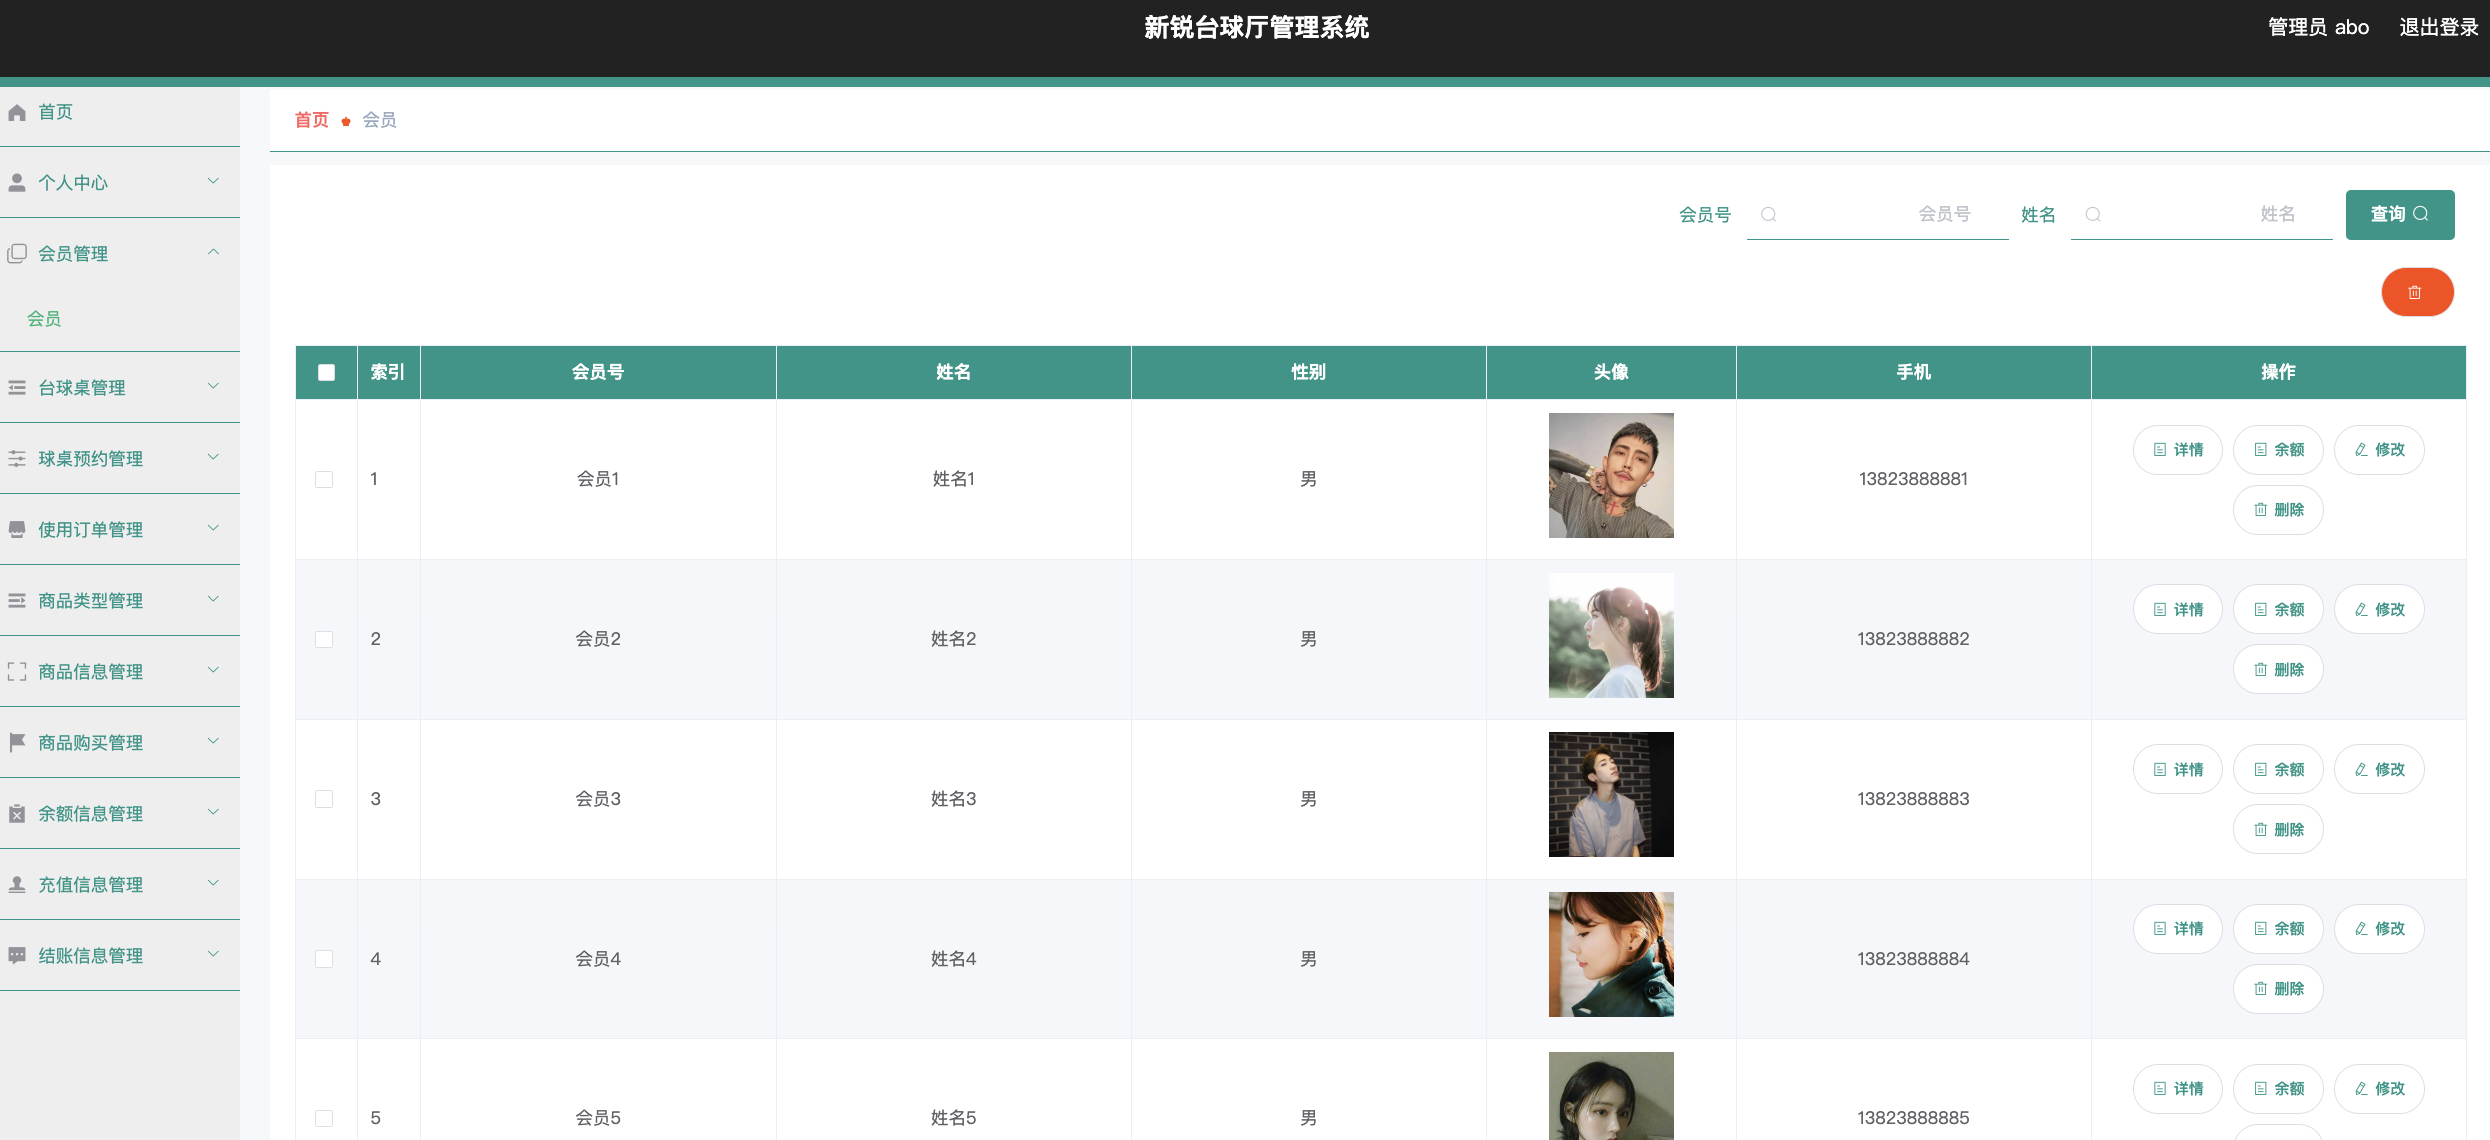 新锐台球厅管理系统
管理员 abo 退出登录
首页
个人中心
会员管理
会员
台球桌管理
球桌预约管理
使用订单管理
商品类型管理
商品信息管理
商品购买管理
余额信息管理
充值信息管理
结账信息管理
首页 会员
会员号 会员号 姓名 姓名 查询
索引 会员号 姓名 性别 头像 手机 操作
1 会员1 姓名1 男 13823888881 详情 余额 修改
删除
2 会员2 姓名2 男 13823888882 详情 余额 修改
删除
3 会员3 姓名3 男 13823888883 详情 余额 修改
删除
4 会员4 姓名4 男 13823888884 详情 余额 修改
删除
5 会员5 姓名5 男 13823888885 详情 余额 修改